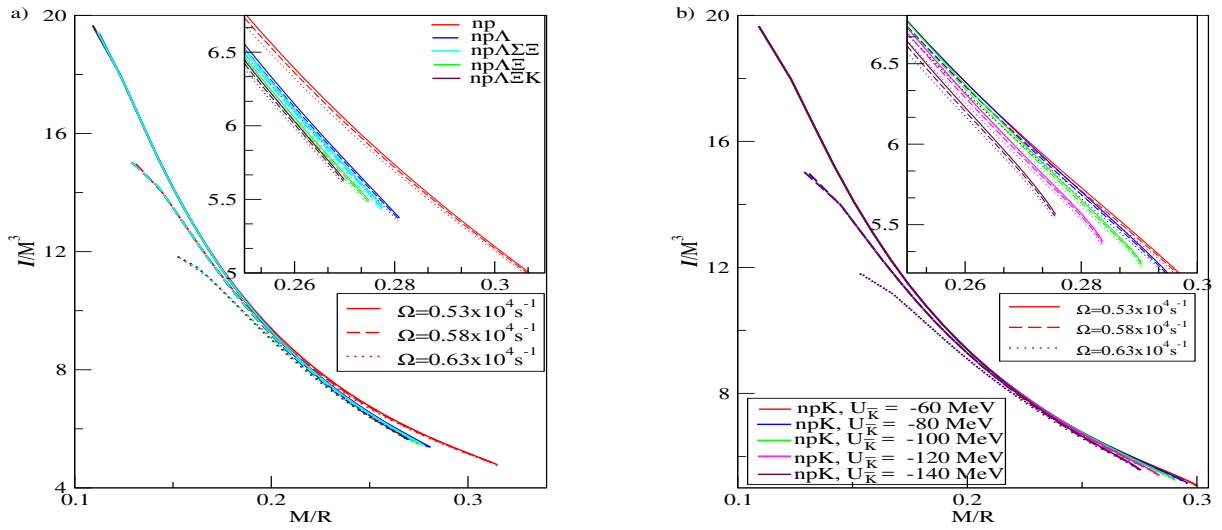 a)
20
16
12
8
4
I/M³
0.1
0.2
0.3
M/R
6.5
6
5.5
5
0.26
0.28
0.3
np
npΛ
npΛΣΞ
npΛΞ
npΛΞK
Ω=0.53x10⁴s⁻¹
Ω=0.58x10⁴s⁻¹
Ω=0.63x10⁴s⁻¹
b)
20
16
12
8
I/M³
0.1
0.2
0.3
M/R
6.5
6
5.5
0.26
0.28
0.3
Ω=0.53x10⁴s⁻¹
Ω=0.58x10⁴s⁻¹
Ω=0.63x10⁴s⁻¹
npK, U_K̄ = -60 MeV
npK, U_K̄ = -80 MeV
npK, U_K̄ = -100 MeV
npK, U_K̄ = -120 MeV
npK, U_K̄ = -140 MeV